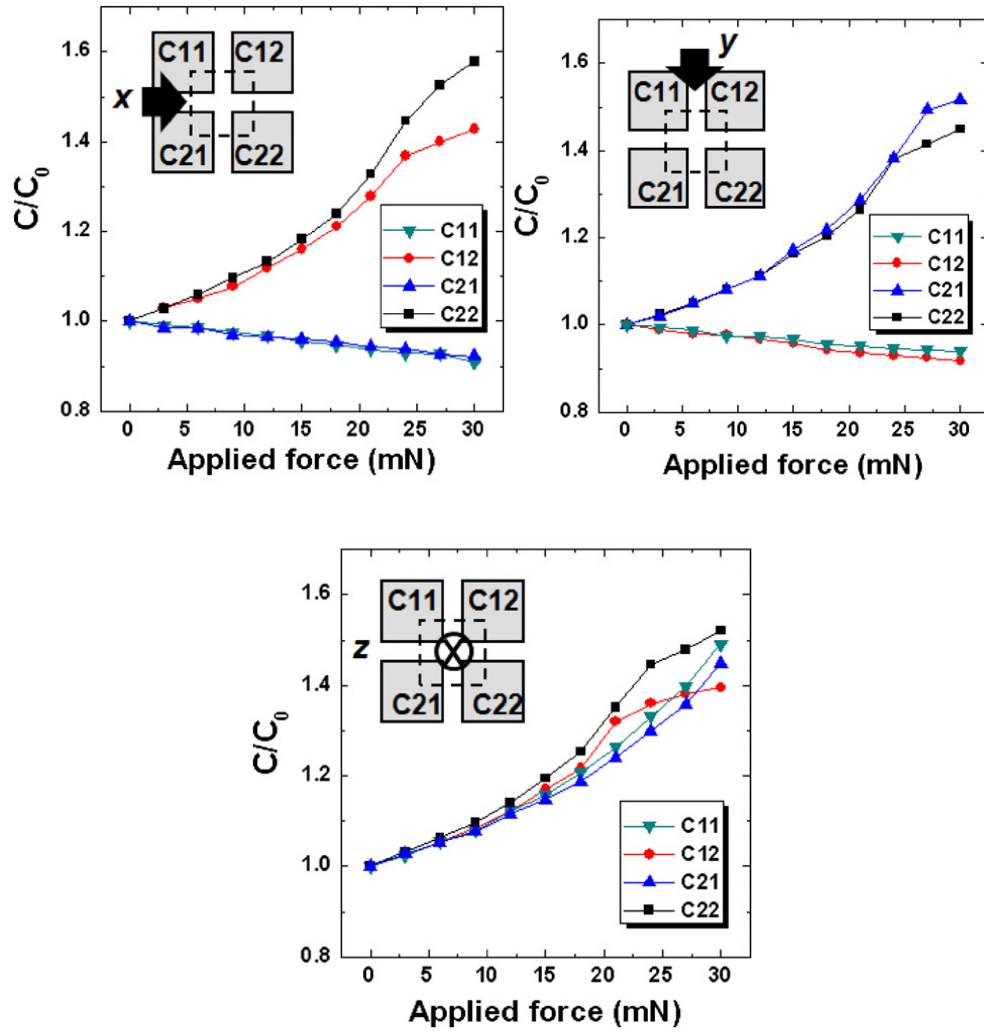 C/C0
1.6
1.4
1.2
1.0
0.8
C11 C12
x
C21 C22
C11
C12
C21
C22
0 5 10 15 20 25 30
Applied force (mN)
C/C0
1.6
1.4
1.2
1.0
0.8
y
C11 C12
C21 C22
C11
C12
C21
C22
0 5 10 15 20 25 30
Applied force (mN)
C/C0
1.6
1.4
1.2
1.0
0.8
C11 C12
z
C21 C22
C11
C12
C21
C22
0 5 10 15 20 25 30
Applied force (mN)